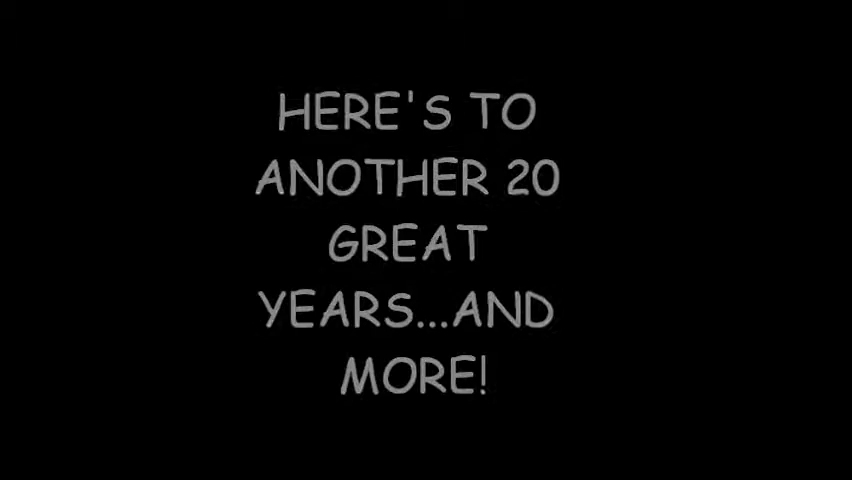 HERE'S TO
ANOTHER 20
GREAT
YEARS...AND
MORE!